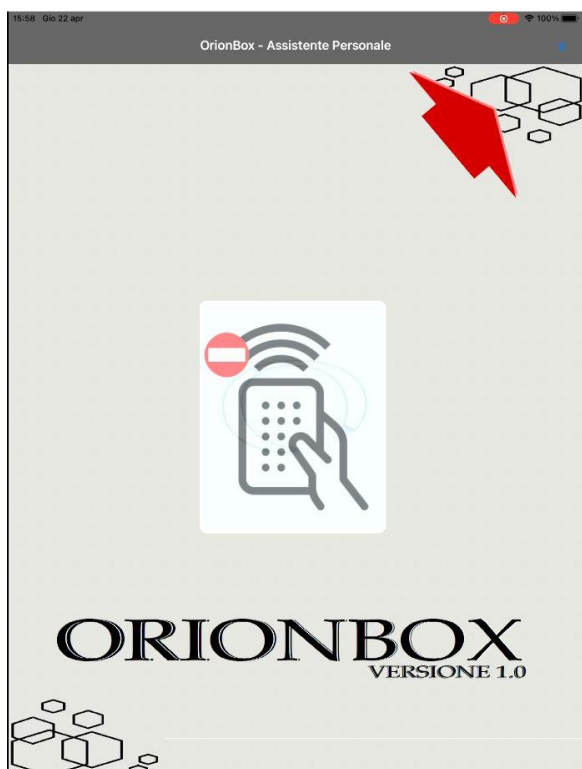 15:58 Gio 22 apr 100%
OrionBox - Assistente Personale
ORIONBOX
VERSIONE 1.0